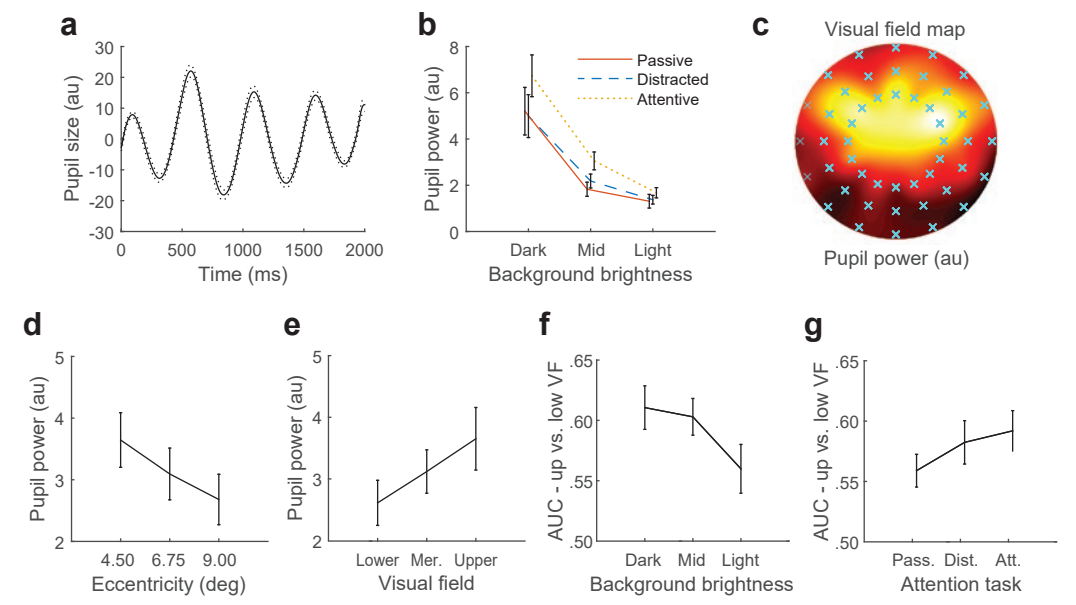 a
30
20
10
0
-10
-20
-30
Pupil size (au)
0 500 1000 1500 2000
Time (ms)
b
8
6
4
2
0
Pupil power (au)
Passive
Distracted
Attentive
Dark Mid Light
Background brightness
c
Visual field map
Pupil power (au)
d
5
4
3
2
Pupil power (au)
4.50 6.75 9.00
Eccentricity (deg)
e
5
4
3
2
Pupil power (au)
Lower Mer. Upper
Visual field
f
.65
.60
.55
.50
AUC - up vs. low VF
Dark Mid Light
Background brightness
g
.65
.60
.55
.50
AUC - up vs. low VF
Pass. Dist. Att.
Attention task